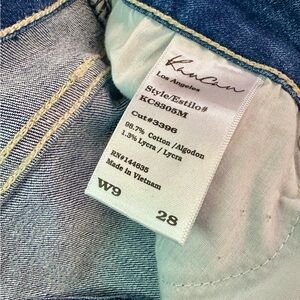 KanCan
Los Angeles
Style/Estilo#
KC8305M
Cut#3396
98.7% Cotton /Algodon
1.3% Lycra / Lycra
RN#144635
Made in Vietnam
W9 28